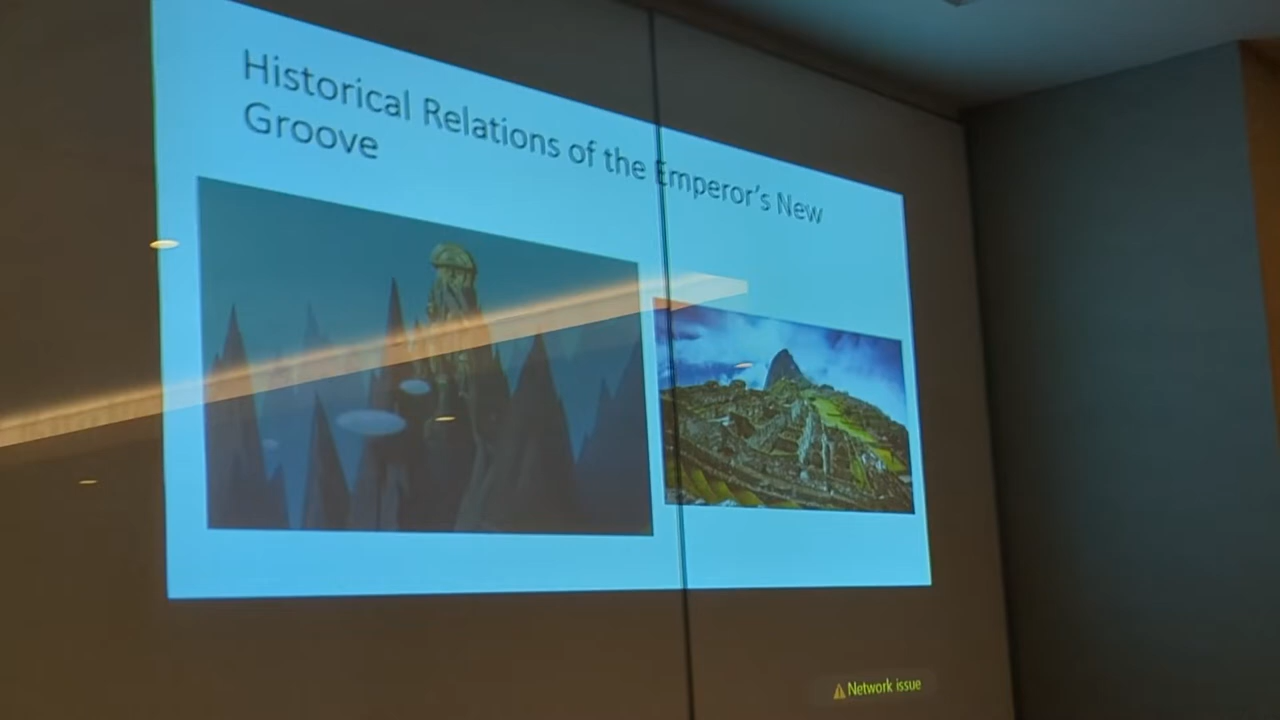 Historical Relations of the Emperor's New
Groove
Network issue